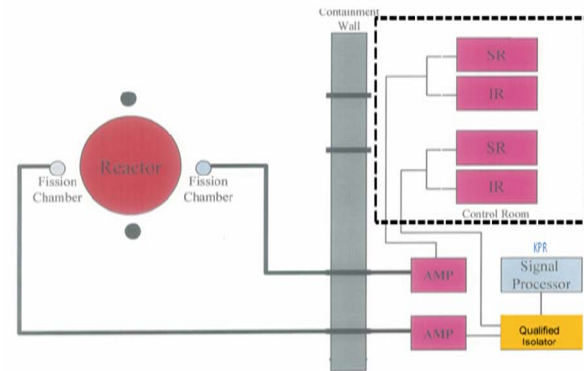 Containment
Wall
SR
IR
SR
IR
Control Room
Reactor
Fission
Chamber
Fission
Chamber
AMP
AMP
KPR
Signal
Processor
Qualified
Isolator